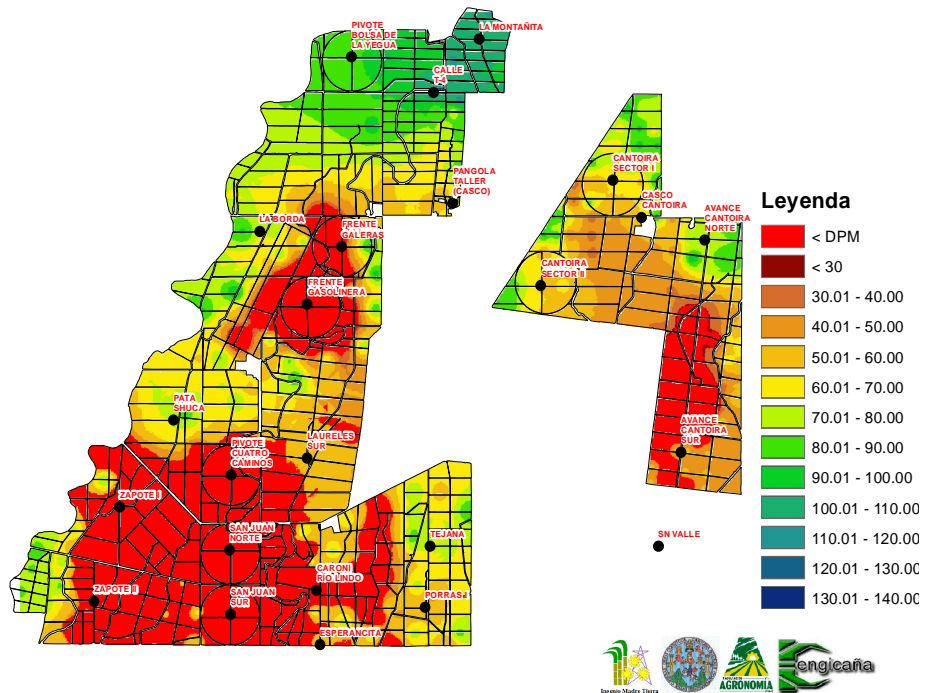 LA MONTAÑITA
PIVOTE
BOLSA DE
LA YEGUA
CALLE
T-4
PANGOLA
TALLER
(CASCO)
LA BORDA
FRENTE
GALERAS
FRENTE
GASOLINERA
PATA
SHUCA
LAURELES
SUR
PIVOTE
CUATRO
CAMINOS
ZAPOTE I
SAN JUAN
NORTE
TEJANA
CARONI
RIO LINDO
ZAPOTE II
SAN JUAN
SUR
PORRAS I
ESPERANCITA
CANTOIRA
SECTOR I
CASCO
CANTOIRA
AVANCE
CANTOIRA
NORTE
CANTOIRA
SECTOR II
AVANCE
CANTOIRA
SUR
SN VALLE
Leyenda
< DPM
< 30
30.01 - 40.00
40.01 - 50.00
50.01 - 60.00
60.01 - 70.00
70.01 - 80.00
80.01 - 90.00
90.01 - 100.00
100.01 - 110.00
110.01 - 120.00
120.01 - 130.00
130.01 - 140.00
Ingenio Madre Tierra
AGRONOMIA
engicaña